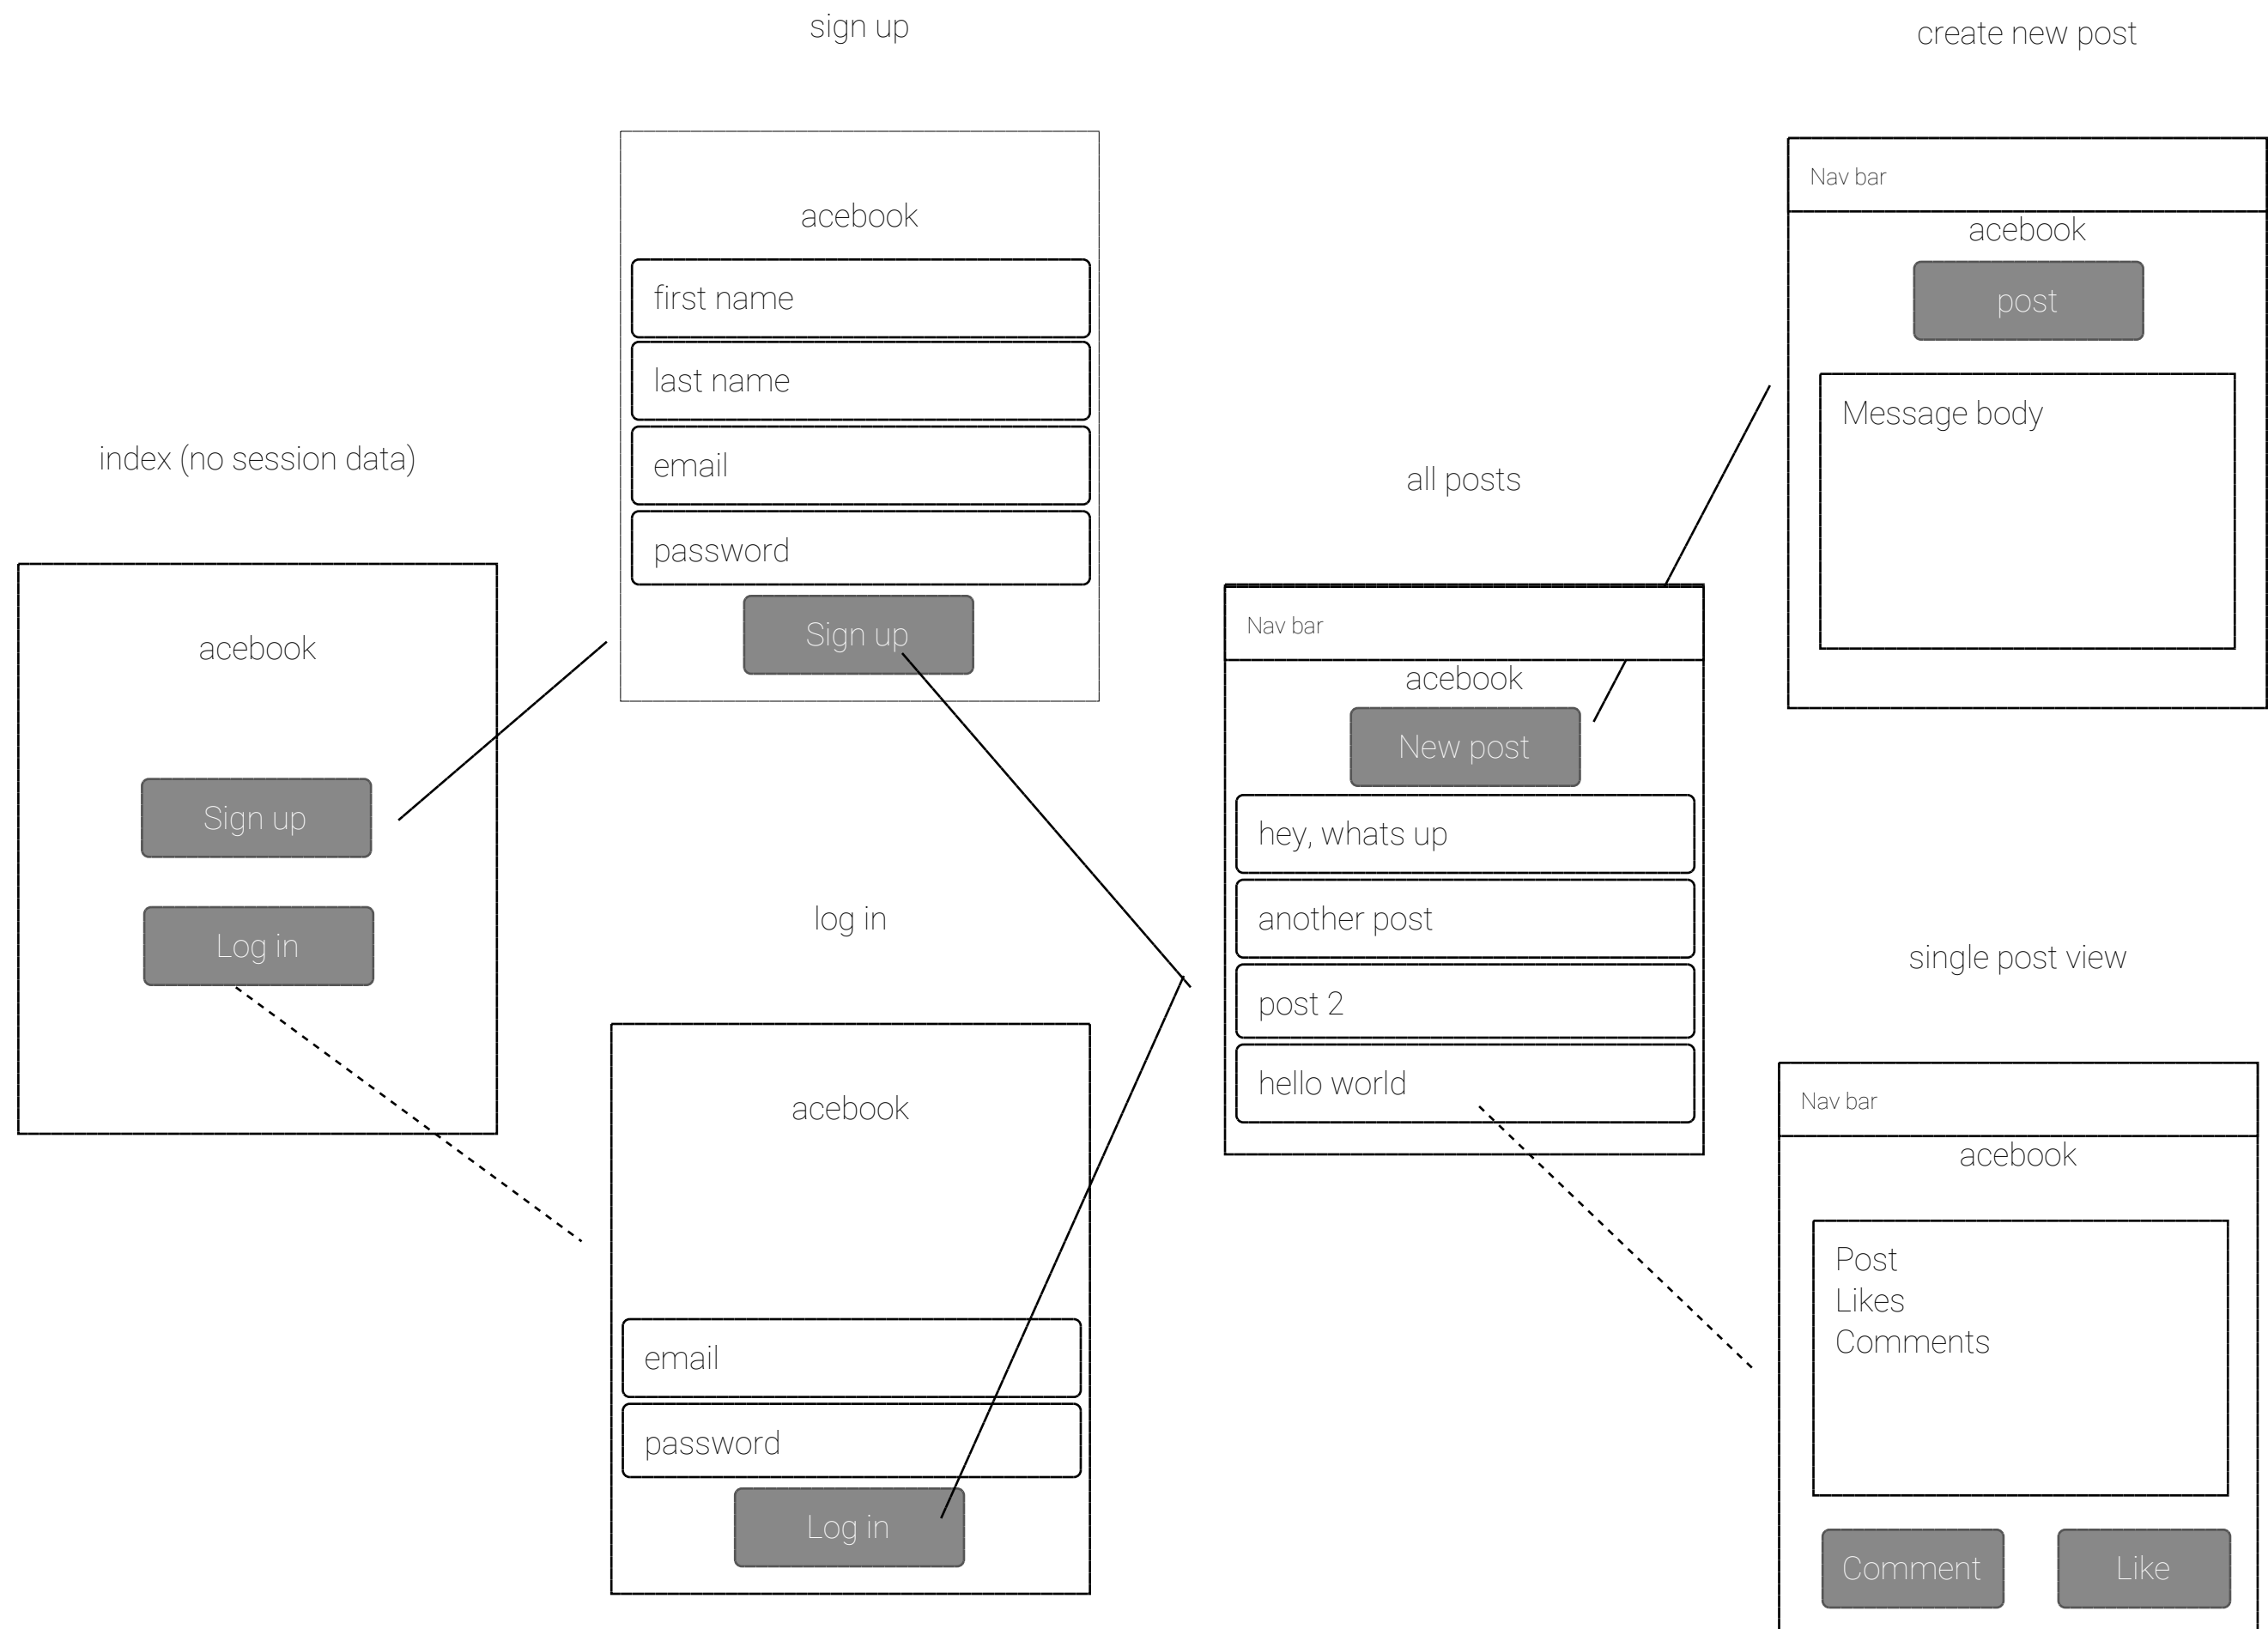 index (no session data)
acebook
Sign up
Log in
sign up
acebook
first name
last name
email
password
Sign up
log in
acebook
email
password
Log in
all posts
Nav bar
acebook
New post
hey, whats up
another post
post 2
hello world
create new post
Nav bar
acebook
post
Message body
single post view
Nav bar
acebook
Post
Likes
Comments
Comment
Like